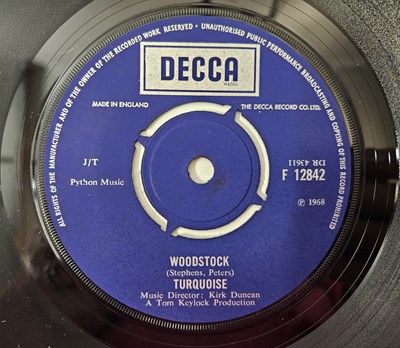 ALL RIGHTS OF THE MANUFACTURER AND OF THE OWNER OF THE RECORDED WORK RESERVED • UNAUTHORISED PUBLIC PERFORMANCE BROADCASTING AND COPYING OF THIS RECORD PROHIBITED
DECCA
MADE IN ENGLAND
THE DECCA RECORD CO. LTD.
DR 43611
J/T
F 12842
Python Music
℗ 1968
WOODSTOCK
(Stephens, Peters)
TURQUOISE
Music Director: Kirk Duncan
A Tom Keylock Production